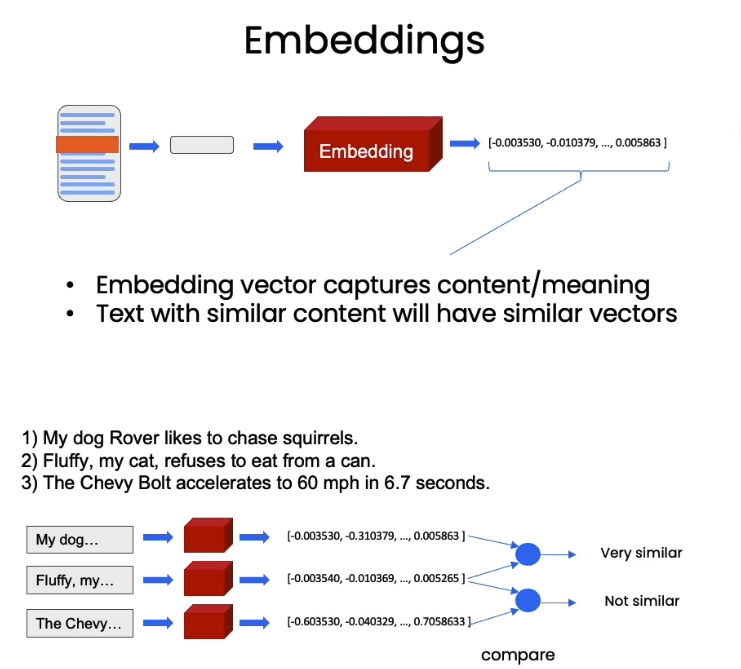 Embeddings
Embedding
[-0.003530, -0.010379, ..., 0.005863 ]
• Embedding vector captures content/meaning
• Text with similar content will have similar vectors
1) My dog Rover likes to chase squirrels.
2) Fluffy, my cat, refuses to eat from a can.
3) The Chevy Bolt accelerates to 60 mph in 6.7 seconds.
My dog...
[-0.003530, -0.310379, ..., 0.005863 ]
Very similar
Fluffy, my...
[-0.003540, -0.010369, ..., 0.005265 ]
Not similar
The Chevy...
[-0.603530, -0.040329, ..., 0.7058633 ]
compare